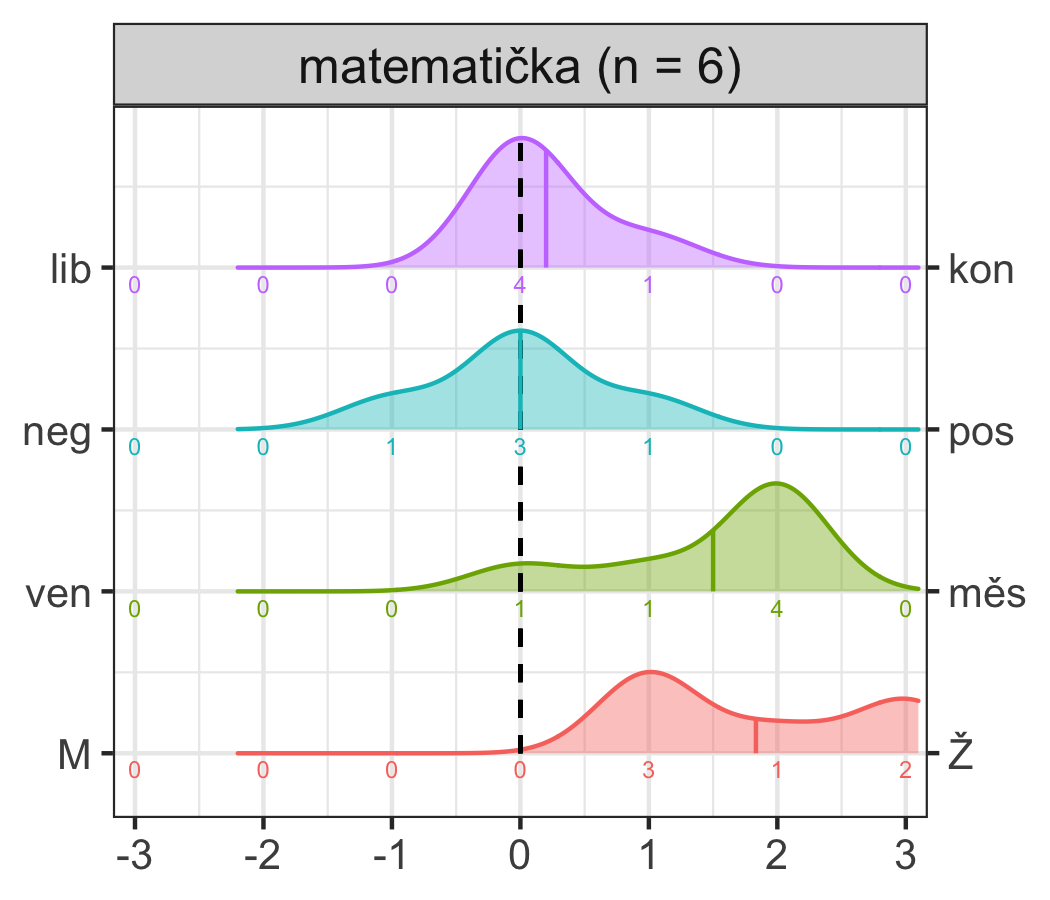 matematička (n = 6)
lib kon
0 0 0 4 1 0 0
neg pos
0 0 1 3 1 0 0
ven měs
0 0 0 1 1 4 0
M Ž
0 0 0 0 3 1 2
-3 -2 -1 0 1 2 3